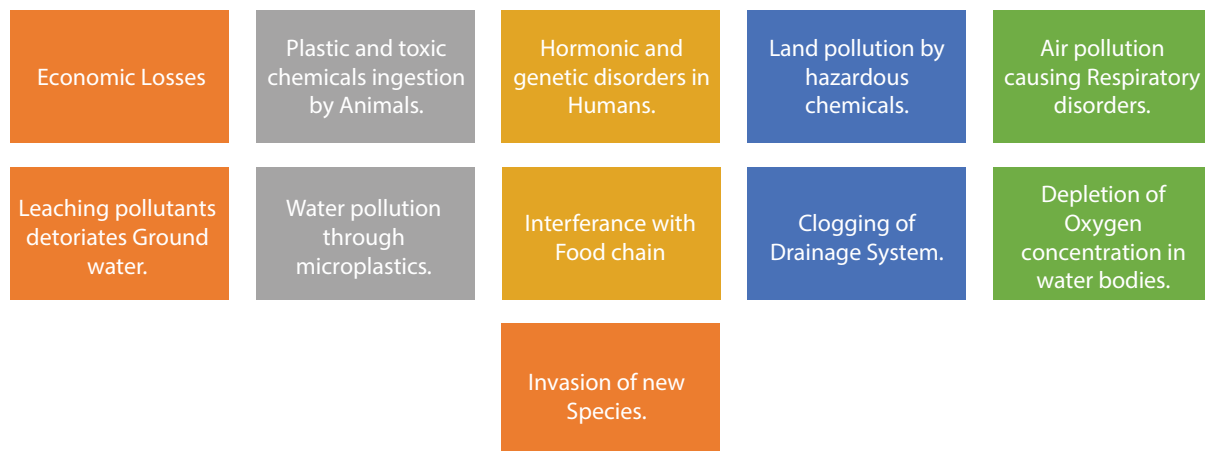 Economic Losses
Plastic and toxic
chemicals ingestion
by Animals.
Hormonic and
genetic disorders in
Humans.
Land pollution by
hazardous
chemicals.
Air pollution
causing Respiratory
disorders.
Leaching pollutants
detoriates Ground
water.
Water pollution
through
microplastics.
Interferance with
Food chain
Clogging of
Drainage System.
Depletion of
Oxygen
concentration in
water bodies.
Invasion of new
Species.